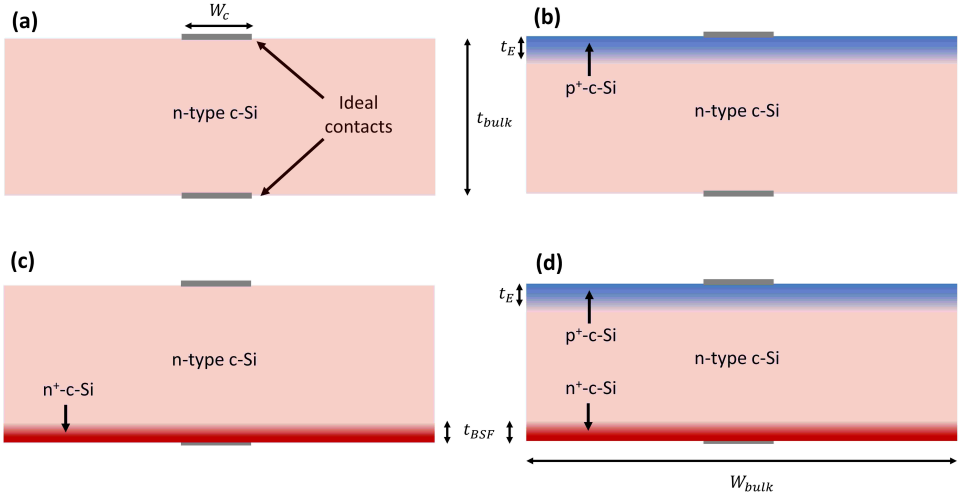 (a)
W_c
Ideal
contacts
n-type c-Si
t_bulk
(b)
t_E
p⁺-c-Si
n-type c-Si
(c)
n-type c-Si
n⁺-c-Si
t_BSF
(d)
t_E
p⁺-c-Si
n-type c-Si
n⁺-c-Si
W_bulk